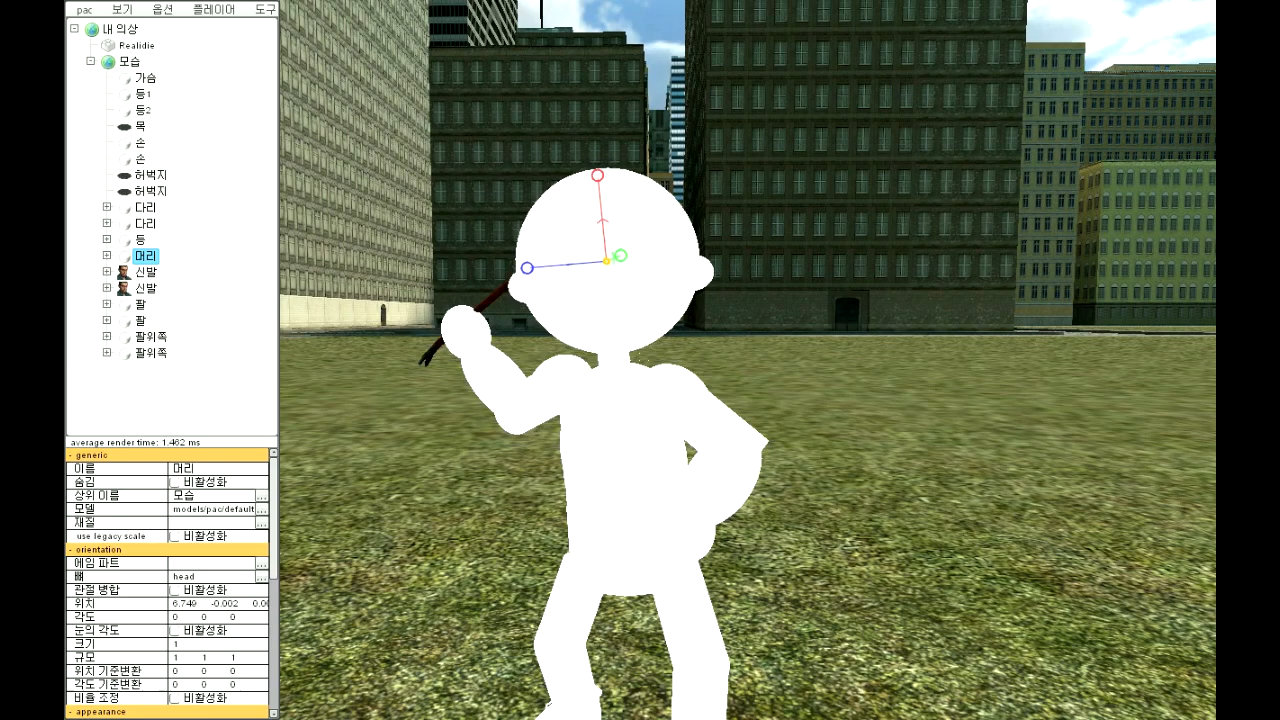 pac 보기 옵션 플레이어 도구
내 의상
Realidie
모습
가슴
등1
등2
목
손
손
허벅지
허벅지
다리
다리
등
머리
신발
신발
팔
팔
팔위쪽
팔위쪽
average render time: 1.462 ms
- generic
이름 머리
숨김 비활성화
상위 이름 모습 ...
모델 models/pac/default ...
재질 ...
use legacy scale 비활성화
- orientation
에임 파트 ...
뼈 head ...
관절 병합 비활성화
위치 6.749 -0.002
각도 0 0 0
눈의 각도 비활성화
크기 1
규모 1 1 1
위치 기준변환 0 0 0
각도 기준변환 0 0 0
비율 조정 비활성화
- appearance